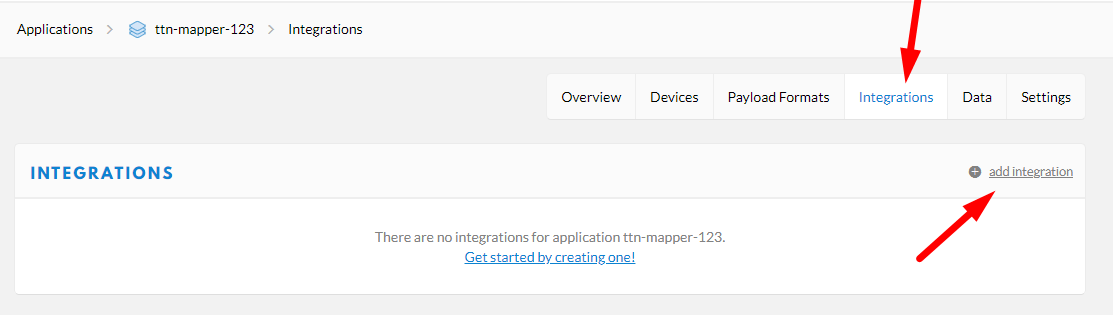 Applications ttn-mapper-123 Integrations
Overview Devices Payload Formats Integrations Data Settings
INTEGRATIONS add integration
There are no integrations for application ttn-mapper-123.
Get started by creating one!